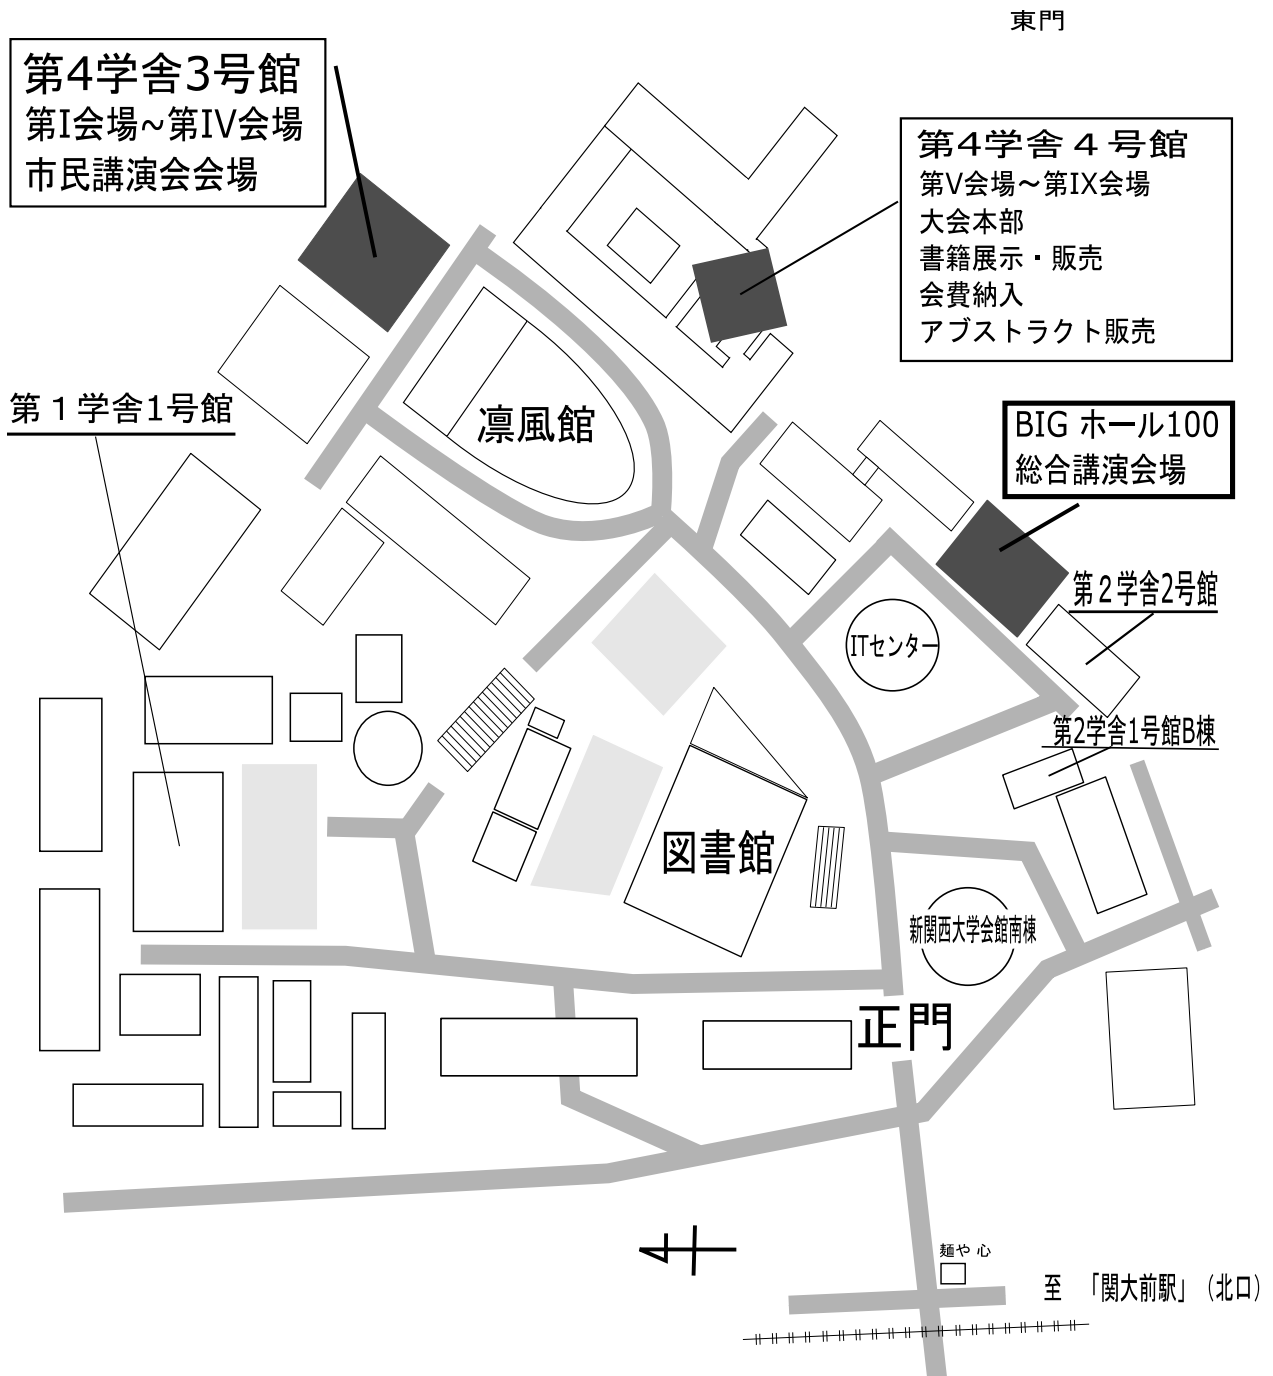 東門
第4学舎3号館
第I会場~第IV会場
市民講演会会場
第4学舎４号館
第V会場～第IX会場
大会本部
書籍展示・販売
会費納入
アブストラクト販売
第１学舎1号館
凛風館
BIG ホール100
総合講演会場
第２学舎2号館
ITセンター
第2学舎1号館B棟
図書館
新関西大学会館南棟
正門
麺や 心
至　「関大前駅」（北口）